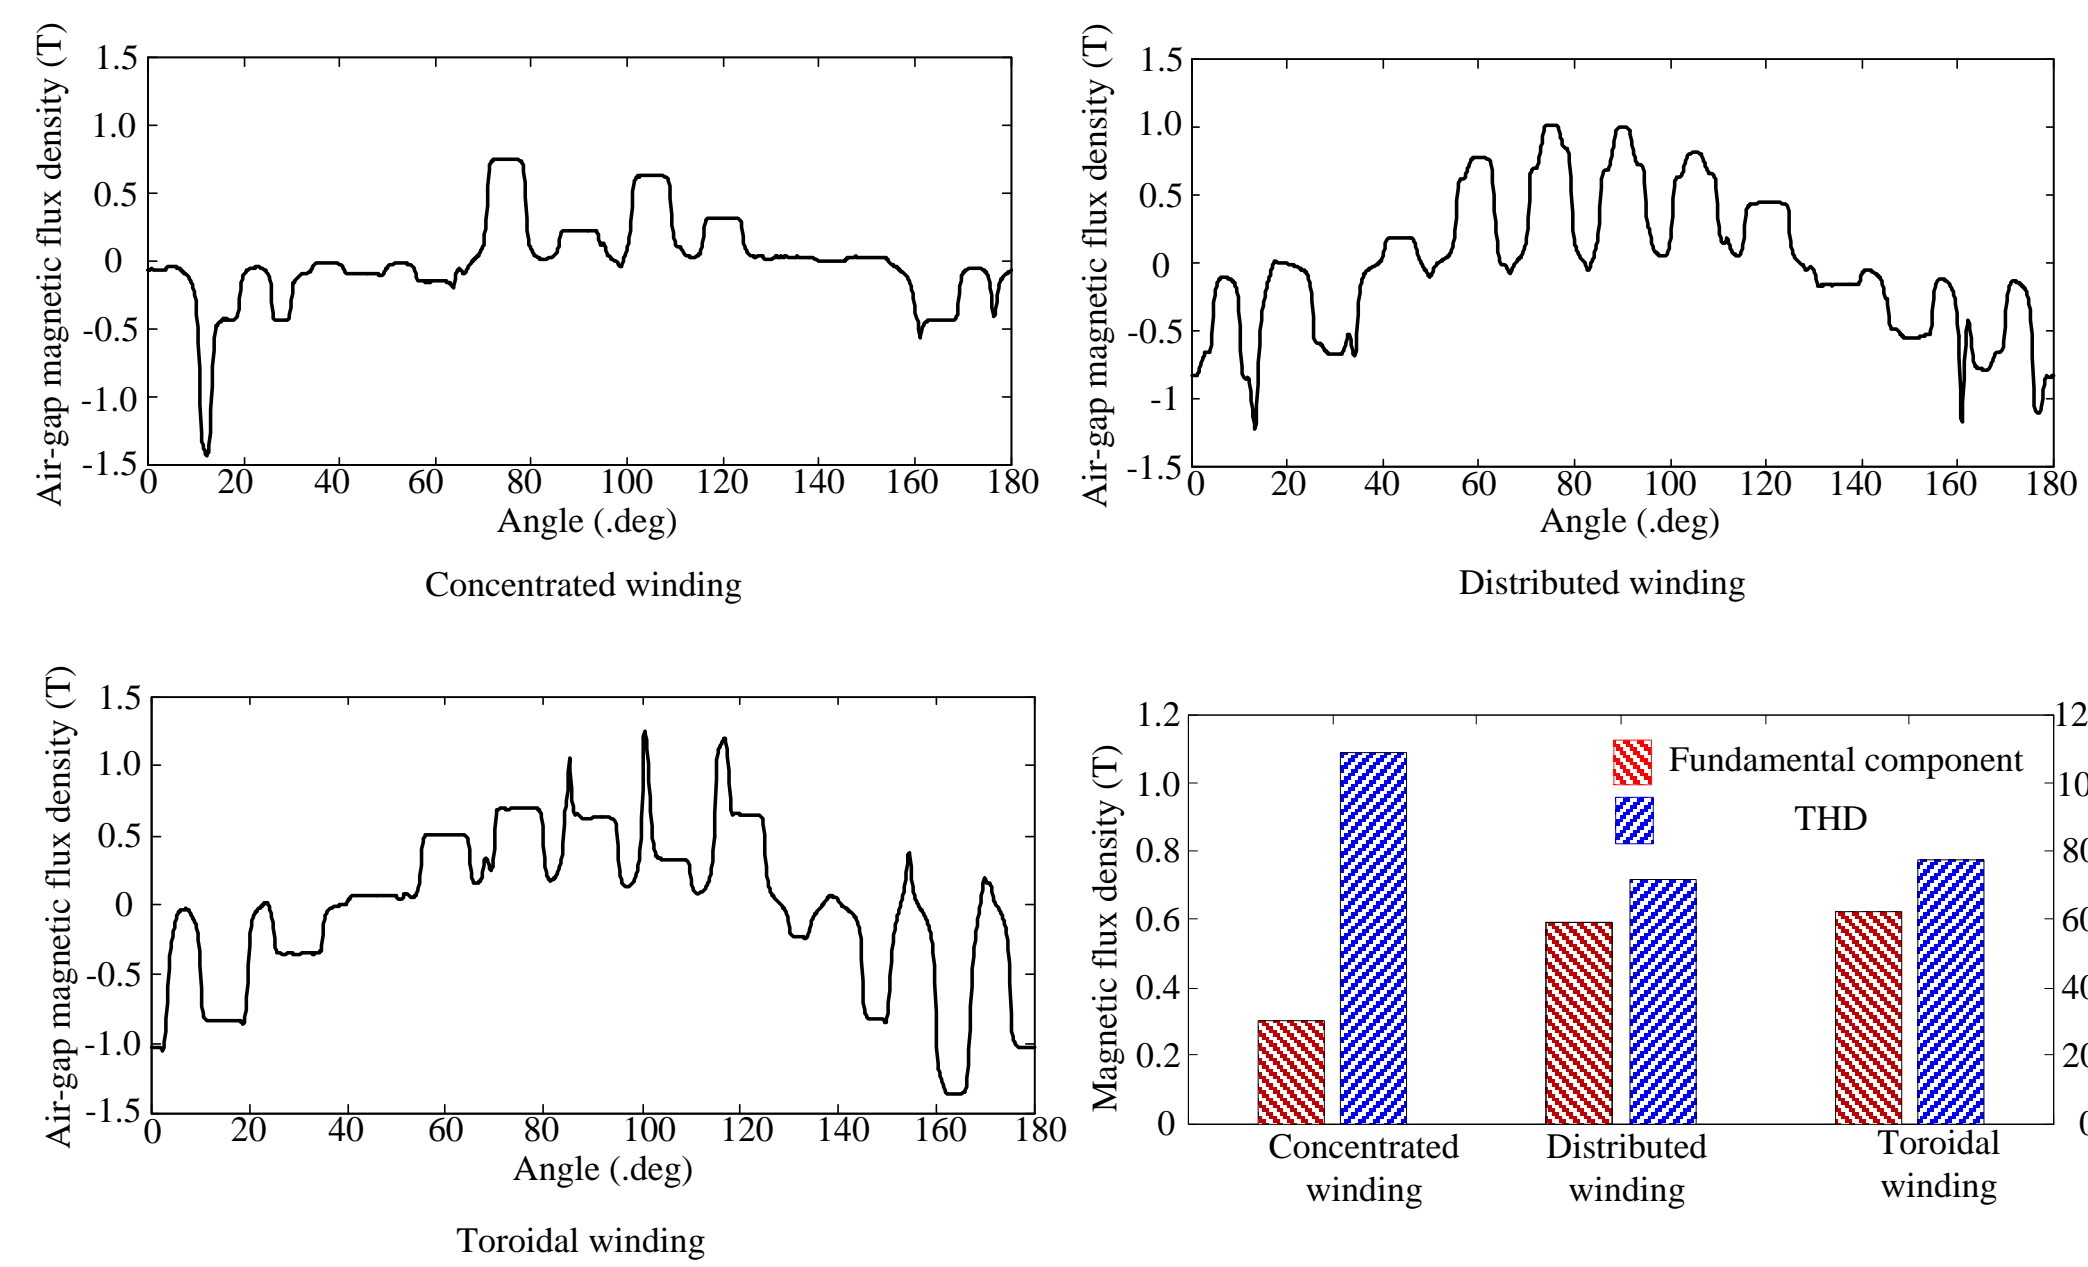 Air-gap magnetic flux density (T)
1.5
1.0
0.5
0
-0.5
-1.0
-1.5
0 20 40 60 80 100 120 140 160 180
Angle (.deg)
Concentrated winding
Air-gap magnetic flux density (T)
1.5
1.0
0.5
0
-0.5
-1
-1.5
0 20 40 60 80 100 120 140 160 180
Angle (.deg)
Distributed winding
Air-gap magnetic flux density (T)
1.5
1.0
0.5
0
-0.5
-1.0
-1.5
0 20 40 60 80 100 120 140 160 180
Angle (.deg)
Toroidal winding
Magnetic flux density (T)
1.2
1.0
0.8
0.6
0.4
0.2
0
Fundamental component
THD
Concentrated
winding
Distributed
winding
Toroidal
winding